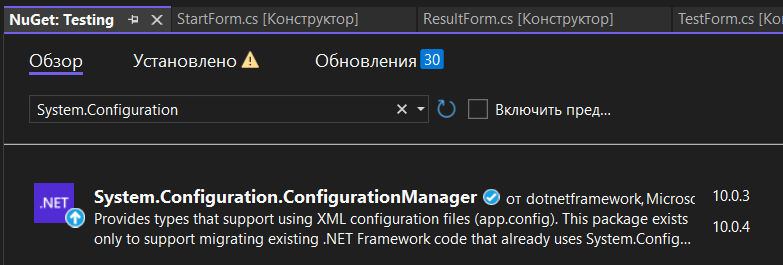 NuGet: Testing
StartForm.cs [Конструктор]
ResultForm.cs [Конструктор]
TestForm.cs [Ко
Обзор
Установлено
Обновления 30
System.Configuration
Включить пред...
.NET
System.Configuration.ConfigurationManager
от dotnetframework, Microsc
10.0.3
Provides types that support using XML configuration files (app.config). This package exists
10.0.4
only to support migrating existing .NET Framework code that already uses System.Config...